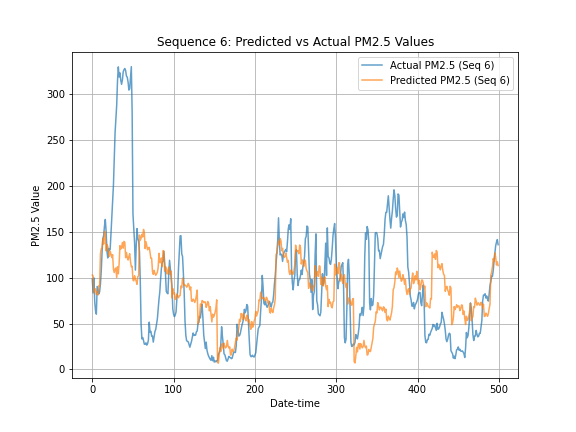 Sequence 6: Predicted vs Actual PM2.5 Values
Actual PM2.5 (Seq 6)
Predicted PM2.5 (Seq 6)
PM2.5 Value
300
250
200
150
100
50
0
0 100 200 300 400 500
Date-time